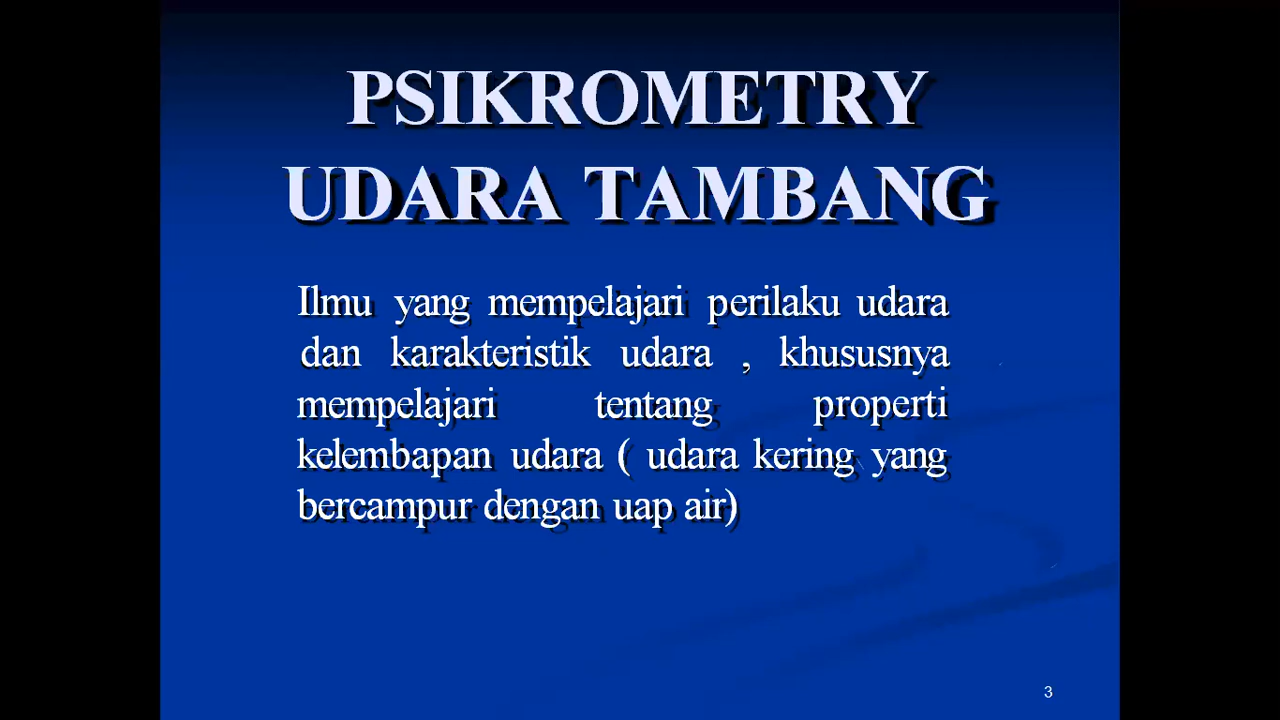 PSIKROMETRY
UDARA TAMBANG
Ilmu yang mempelajari perilaku udara
dan karakteristik udara , khususnya
mempelajari tentang properti
kelembapan udara ( udara kering yang
bercampur dengan uap air)
3